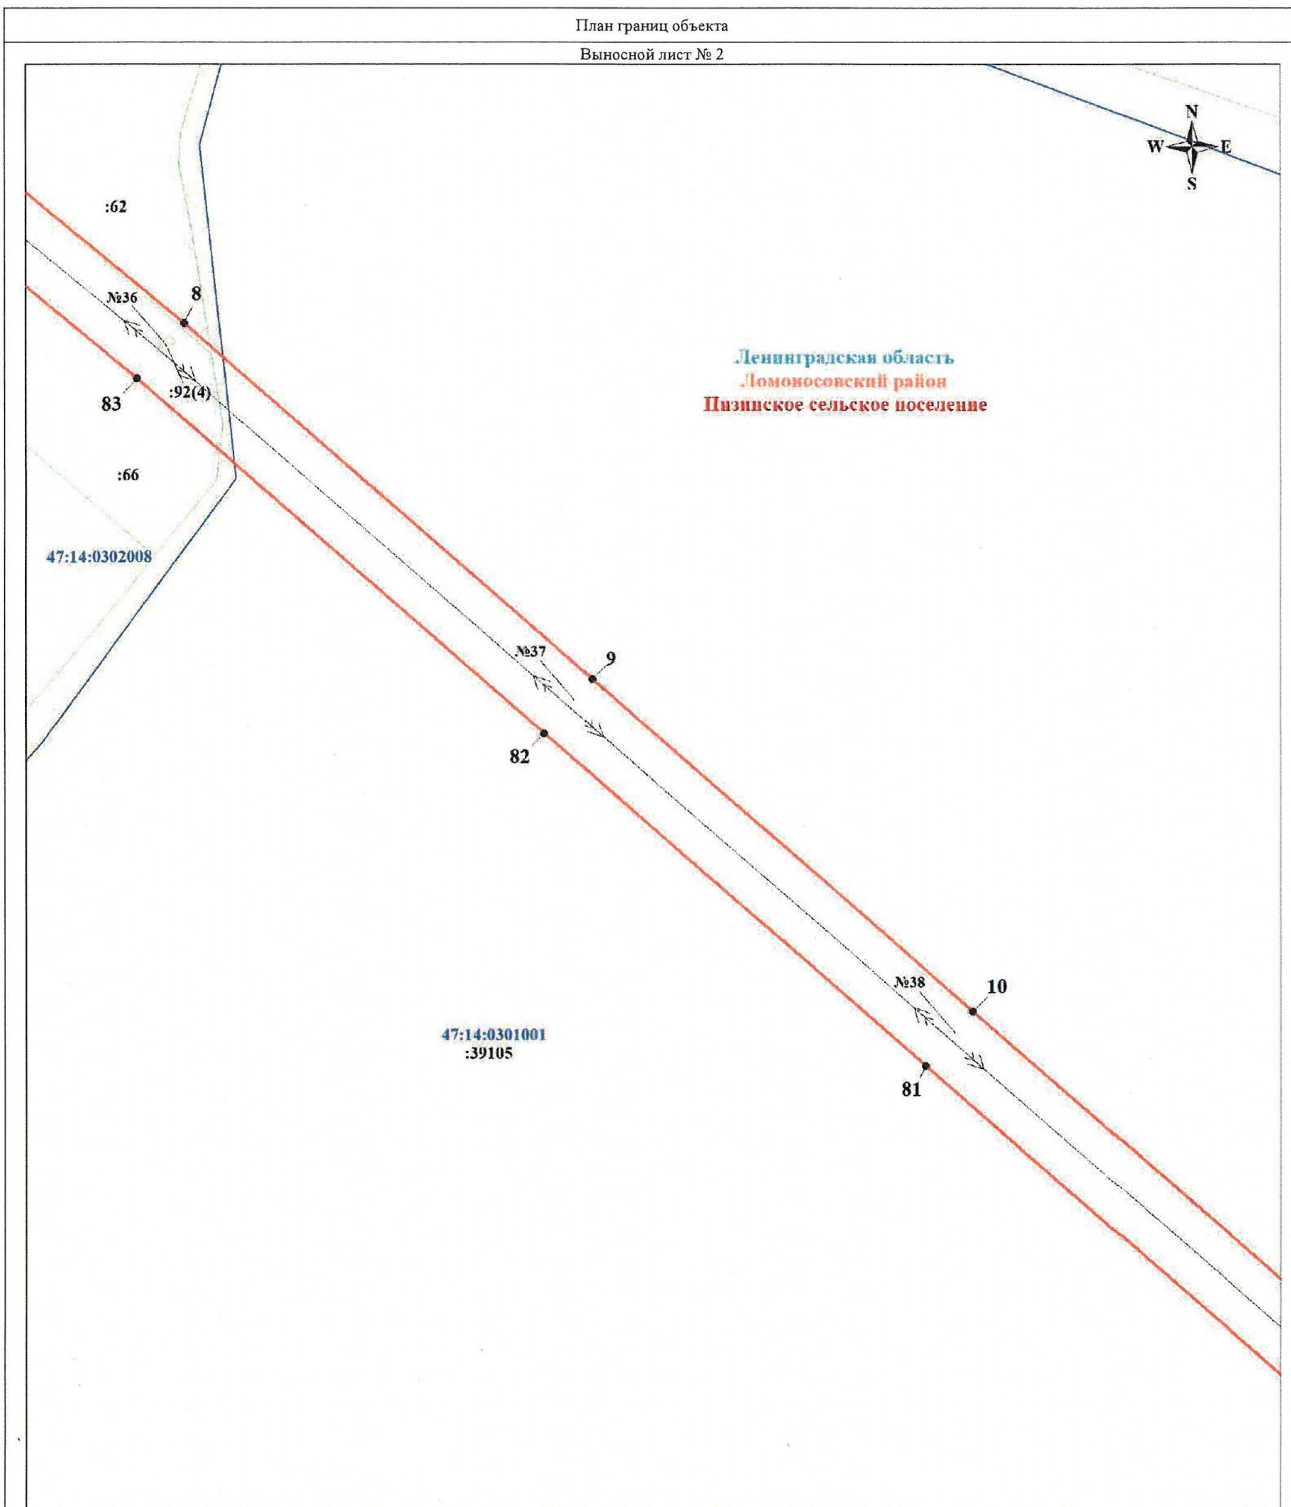 План границ объекта
Выносной лист № 2
N
W E
S
:62
№36
8
Ленинградская область
Ломоносовский район
Пизинское сельское поселение
:92(4)
83
:66
47:14:0302008
№37
9
82
№38
10
47:14:0301001
:39105
81